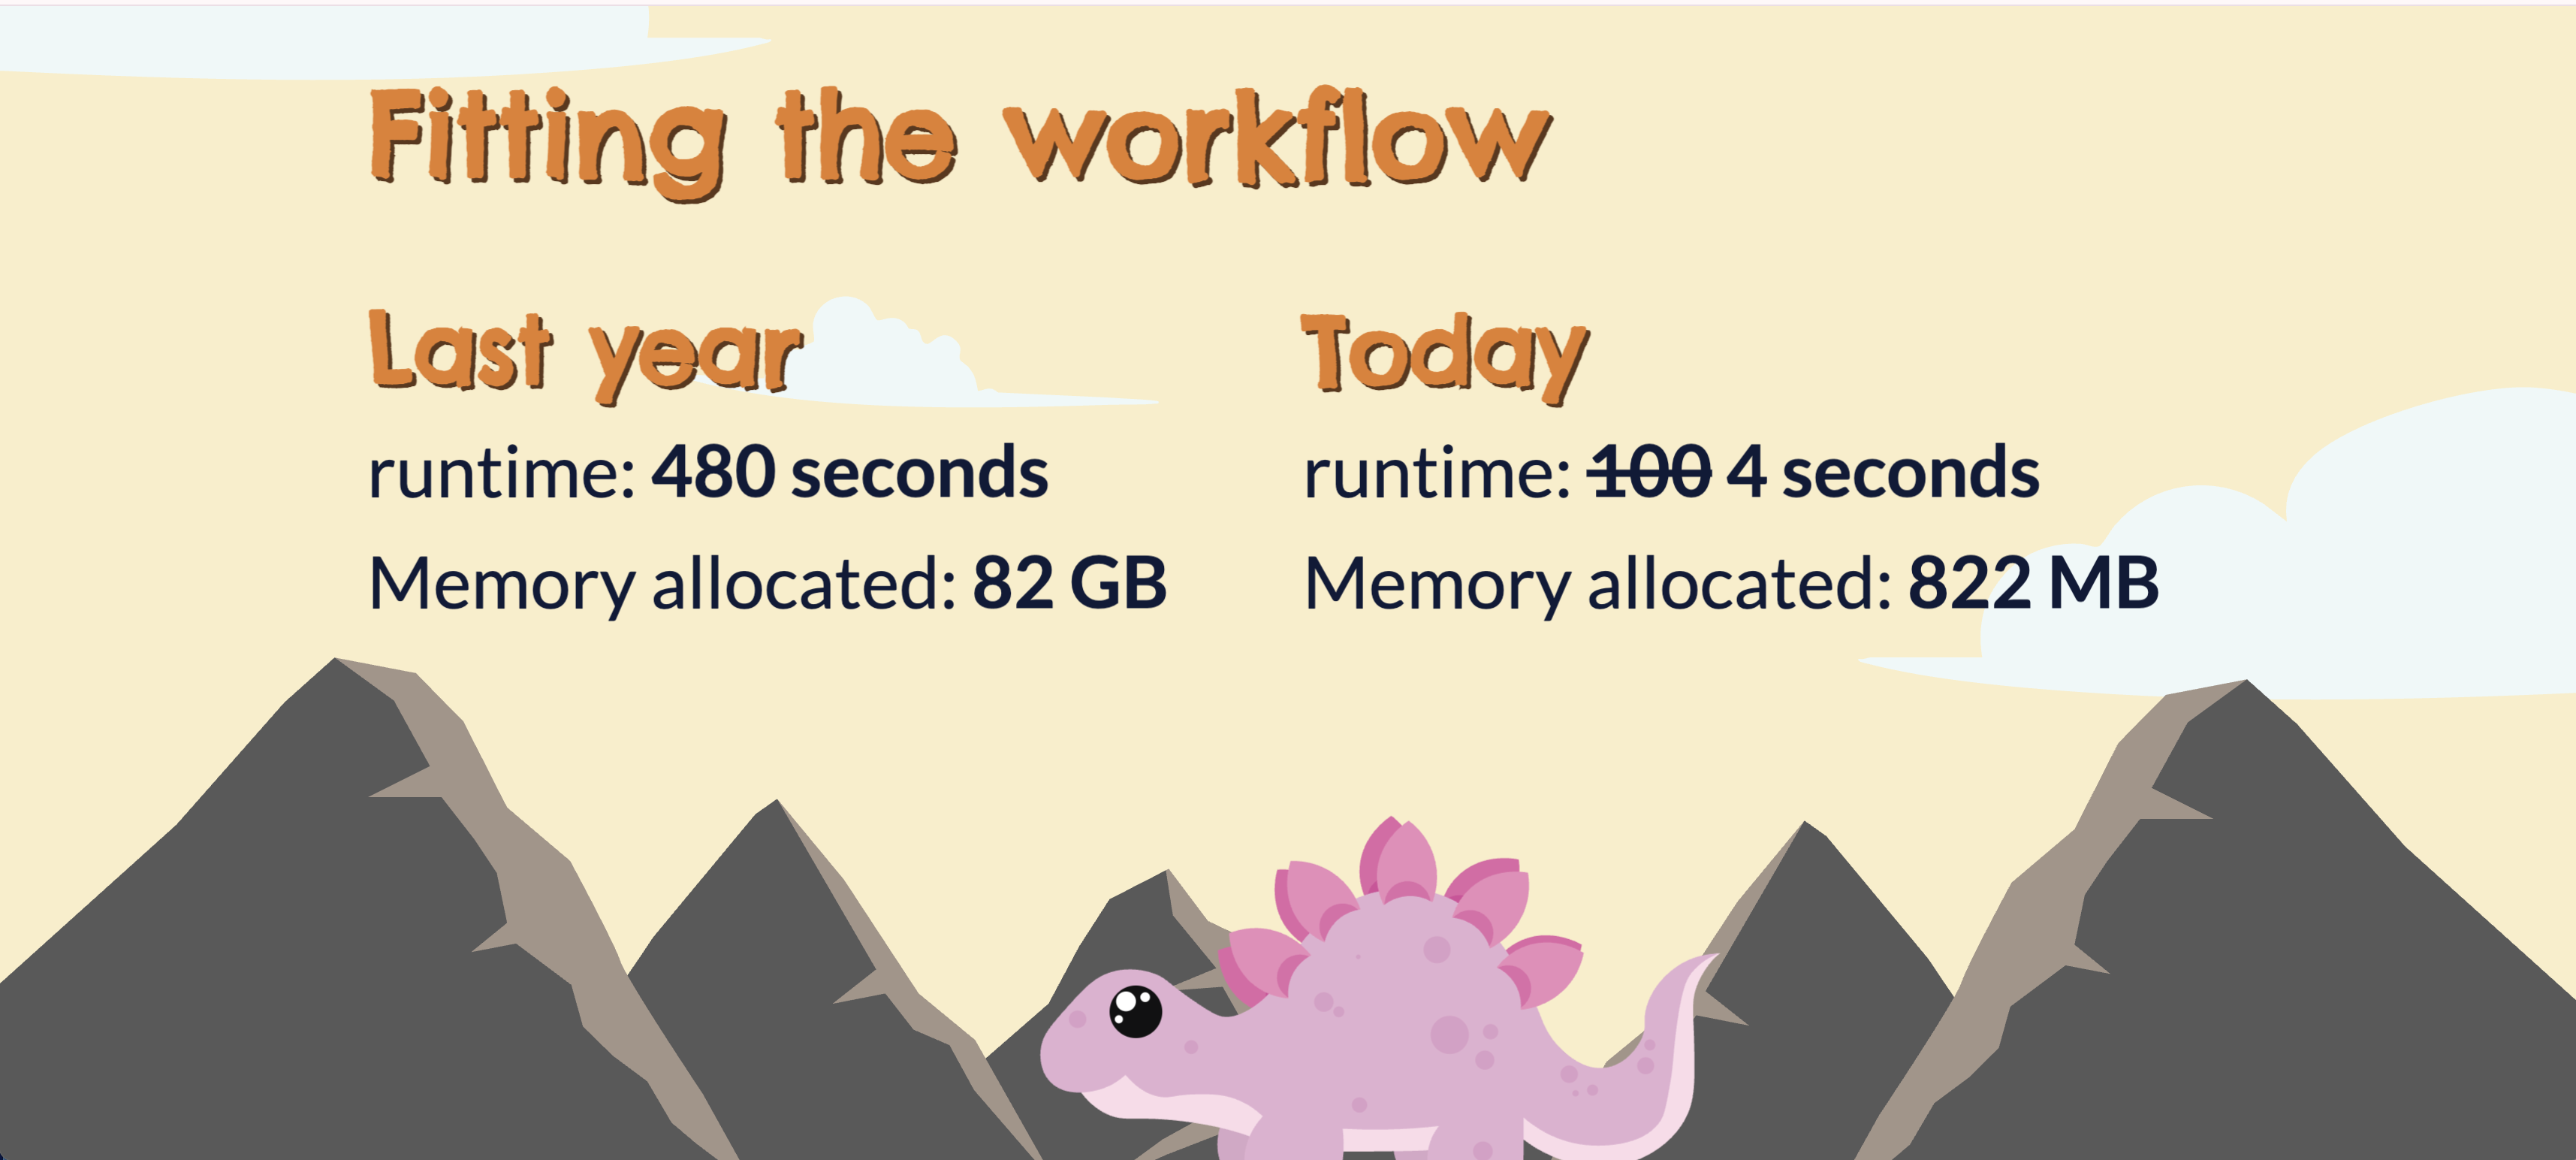 Fitting the workflow
Last year
runtime: 480 seconds
Memory allocated: 82 GB
Today
runtime: 100 4 seconds
Memory allocated: 822 MB